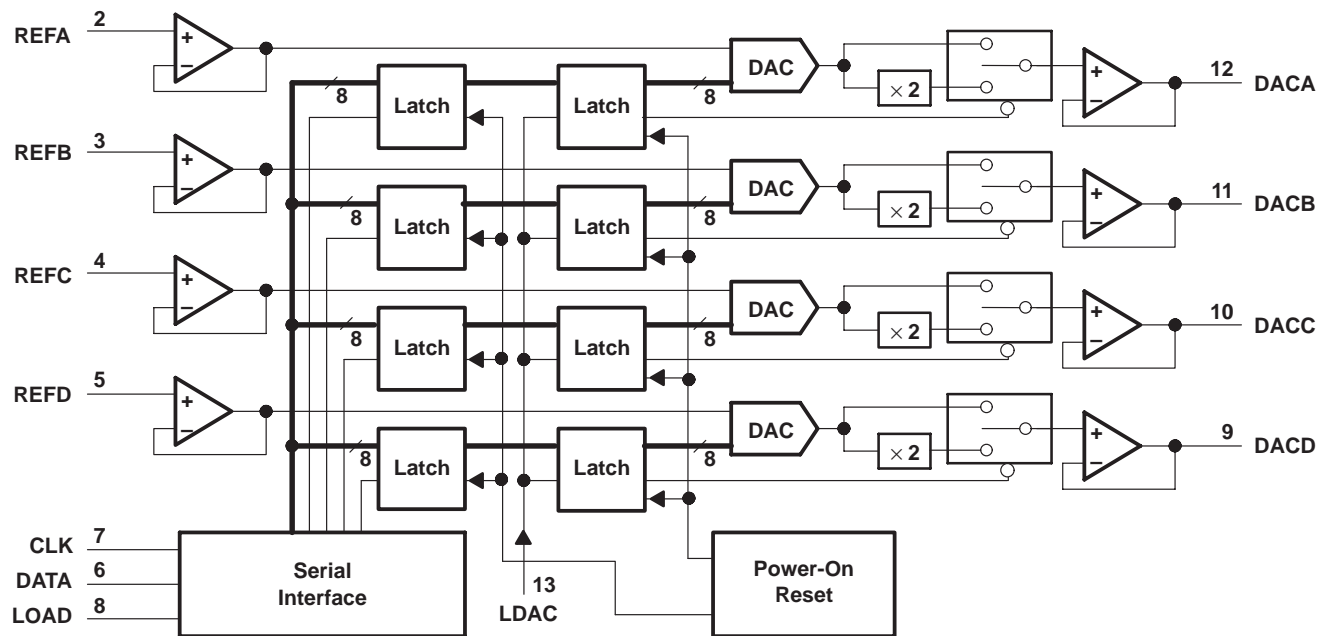 REFA 2 + − DAC × 2 + − 12 DACA
8 Latch Latch 8
REFB 3 + − DAC × 2 + − 11 DACB
8 Latch Latch 8
REFC 4 + − DAC × 2 + − 10 DACC
8 Latch Latch 8
REFD 5 + − DAC × 2 + − 9 DACD
8 Latch Latch 8
CLK 7
DATA 6
LOAD 8
Serial
Interface
13
LDAC
Power-On
Reset